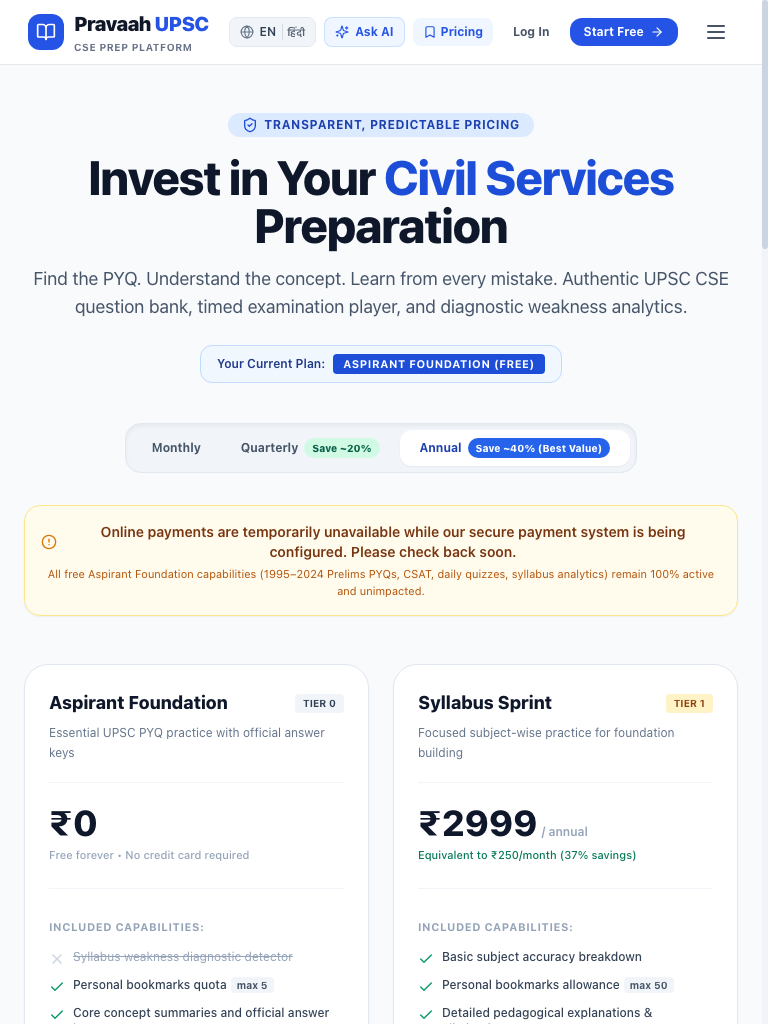 Pravaah UPSC
CSE PREP PLATFORM
EN | हिंदी
Ask AI
Pricing
Log In
Start Free →
TRANSPARENT, PREDICTABLE PRICING
Invest in Your Civil Services
Preparation
Find the PYQ. Understand the concept. Learn from every mistake. Authentic UPSC CSE
question bank, timed examination player, and diagnostic weakness analytics.
Your Current Plan: ASPIRANT FOUNDATION (FREE)
Monthly
Quarterly Save ~20%
Annual Save ~40% (Best Value)
Online payments are temporarily unavailable while our secure payment system is being
configured. Please check back soon.
All free Aspirant Foundation capabilities (1995–2024 Prelims PYQs, CSAT, daily quizzes, syllabus analytics) remain 100% active
and unimpacted.
Aspirant Foundation
TIER 0
Essential UPSC PYQ practice with official answer
keys
₹0
Free forever • No credit card required
INCLUDED CAPABILITIES:
Syllabus weakness diagnostic detector
Personal bookmarks quota max 5
Core concept summaries and official answer
Syllabus Sprint
TIER 1
Focused subject-wise practice for foundation
building
₹2999 / annual
Equivalent to ₹250/month (37% savings)
INCLUDED CAPABILITIES:
Basic subject accuracy breakdown
Personal bookmarks allowance max 50
Detailed pedagogical explanations &